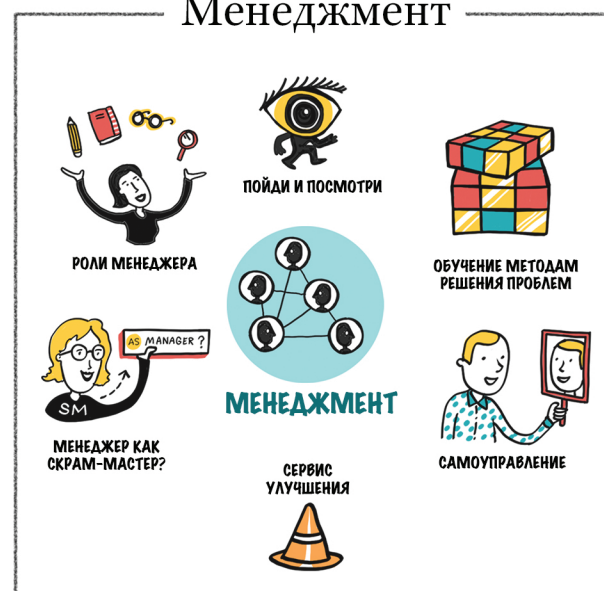 Менеджмент
ПОЙДИ И ПОСМОТРИ
РОЛИ МЕНЕДЖЕРА
ОБУЧЕНИЕ МЕТОДАМ
РЕШЕНИЯ ПРОБЛЕМ
AS MANAGER ?
SM
МЕНЕДЖМЕНТ
МЕНЕДЖЕР КАК
СКРАМ-МАСТЕР?
САМОУПРАВЛЕНИЕ
СЕРВИС
УЛУЧШЕНИЯ